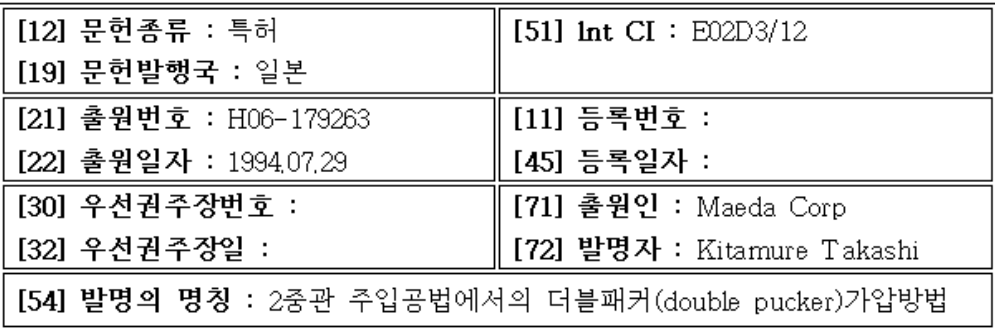 [12] 문헌종류 : 특허
[19] 문헌발행국 : 일본
[51] Int CI : E02D3/12
[21] 출원번호 : H06-179263
[22] 출원일자 : 1994.07.29
[11] 등록번호 :
[45] 등록일자 :
[30] 우선권주장번호 :
[32] 우선권주장일 :
[71] 출원인 : Maeda Corp
[72] 발명자 : Kitamure Takashi
[54] 발명의 명칭 : 2중관 주입공법에서의 더블패커(double pucker)가압방법